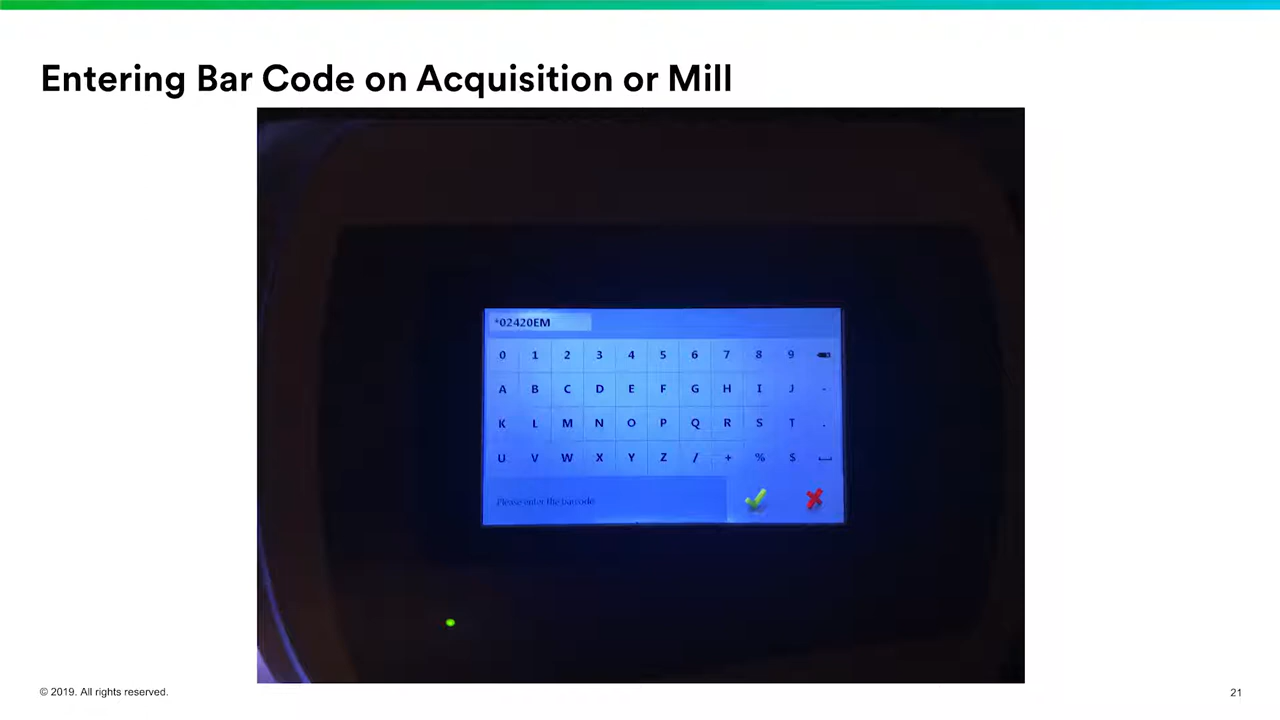 Entering Bar Code on Acquisition or Mill
*02420EM
0 1 2 3 4 5 6 7 8 9
A B C D E F G H I J -
K L M N O P Q R S T .
U V W X Y Z / + % $
Please enter the barcode
© 2019. All rights reserved.
21